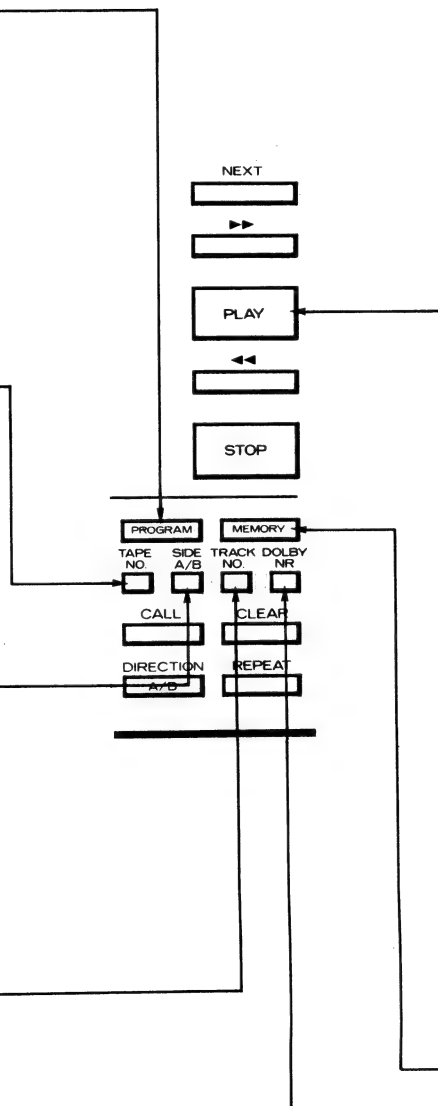 NEXT
▶▶
PLAY
◀◀
STOP
PROGRAM MEMORY
TAPE NO. SIDE A/B TRACK NO. DOLBY NR
CALL CLEAR
DIRECTION REPEAT
A/B